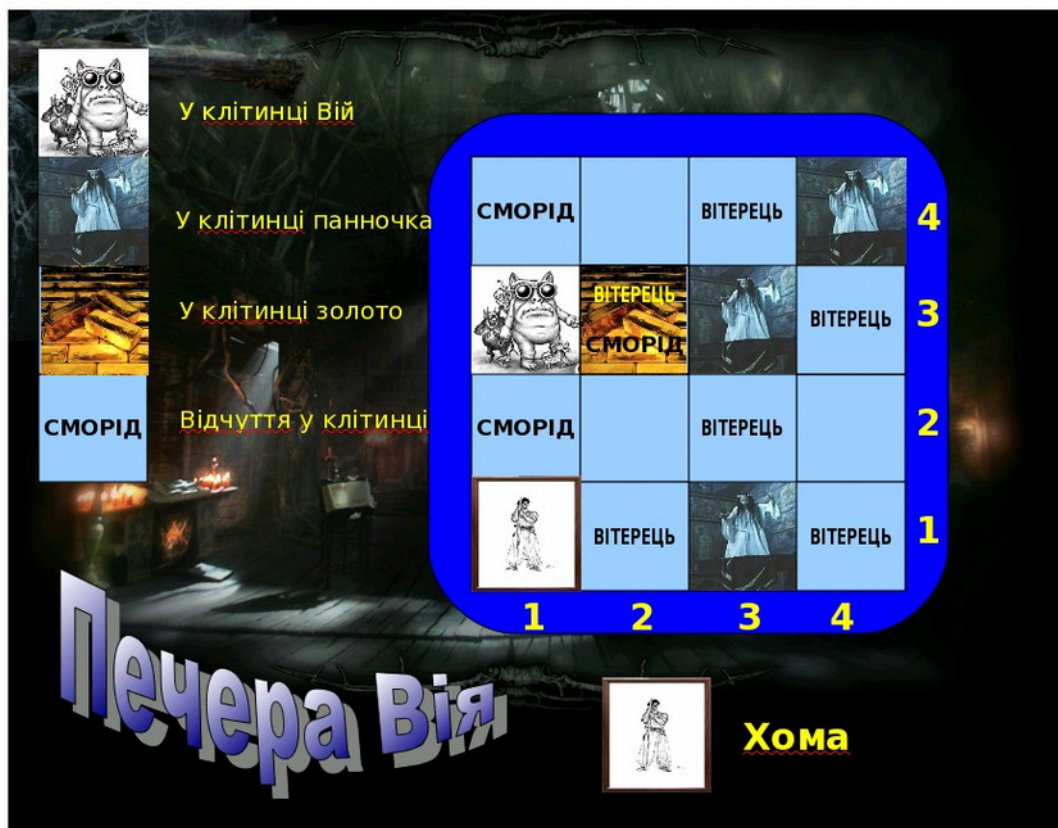 У клітинці Вій
У клітинці панночка
У клітинці золото
СМОРІД
Відчуття у клітинці
СМОРІД
ВІТЕРЕЦЬ
4
ВІТЕРЕЦЬ
СМОРІД
ВІТЕРЕЦЬ
3
СМОРІД
ВІТЕРЕЦЬ
2
ВІТЕРЕЦЬ
ВІТЕРЕЦЬ
1
1 2 3 4
Печера Вія
Хома